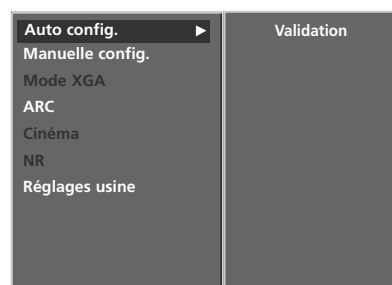 Auto config. ►
Validation
Manuelle config.
Mode XGA
ARC
Cinéma
NR
Réglages usine